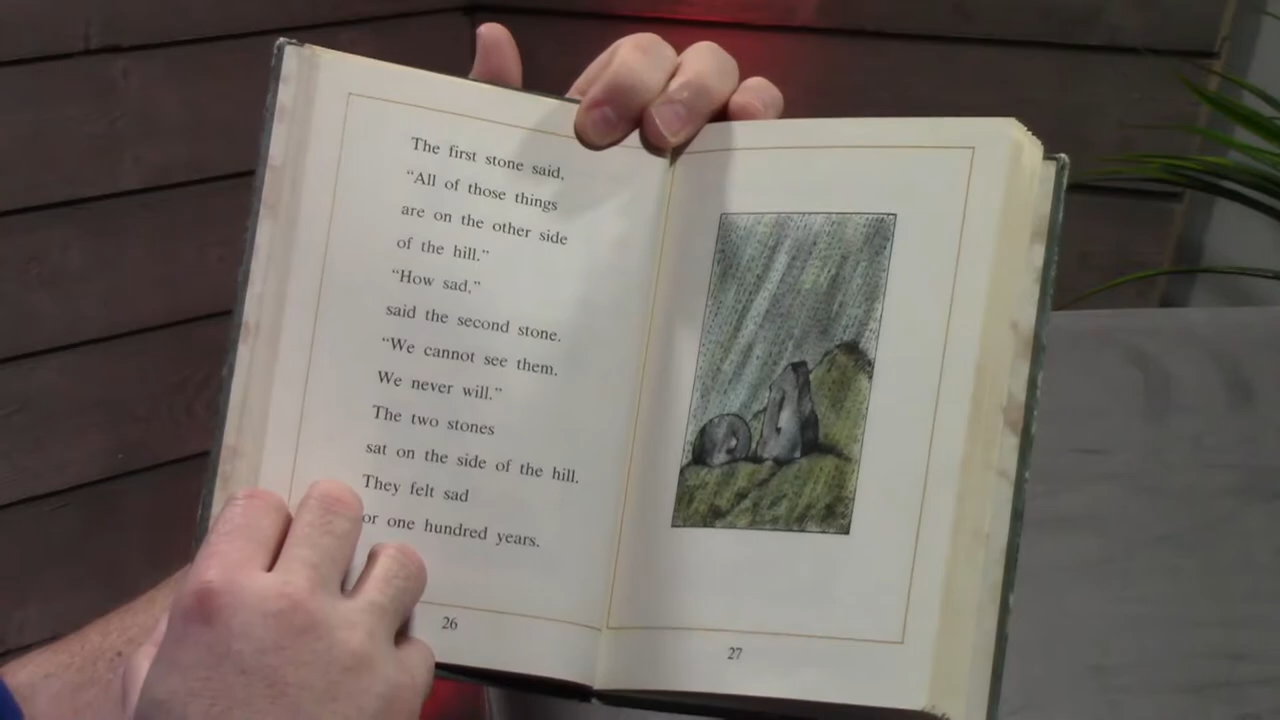 The first stone said,
“All of those things
are on the other side
of the hill.”
“How sad,”
said the second stone.
“We cannot see them.
We never will.”
The two stones
sat on the side of the hill.
They felt sad
or one hundred years.
26
27